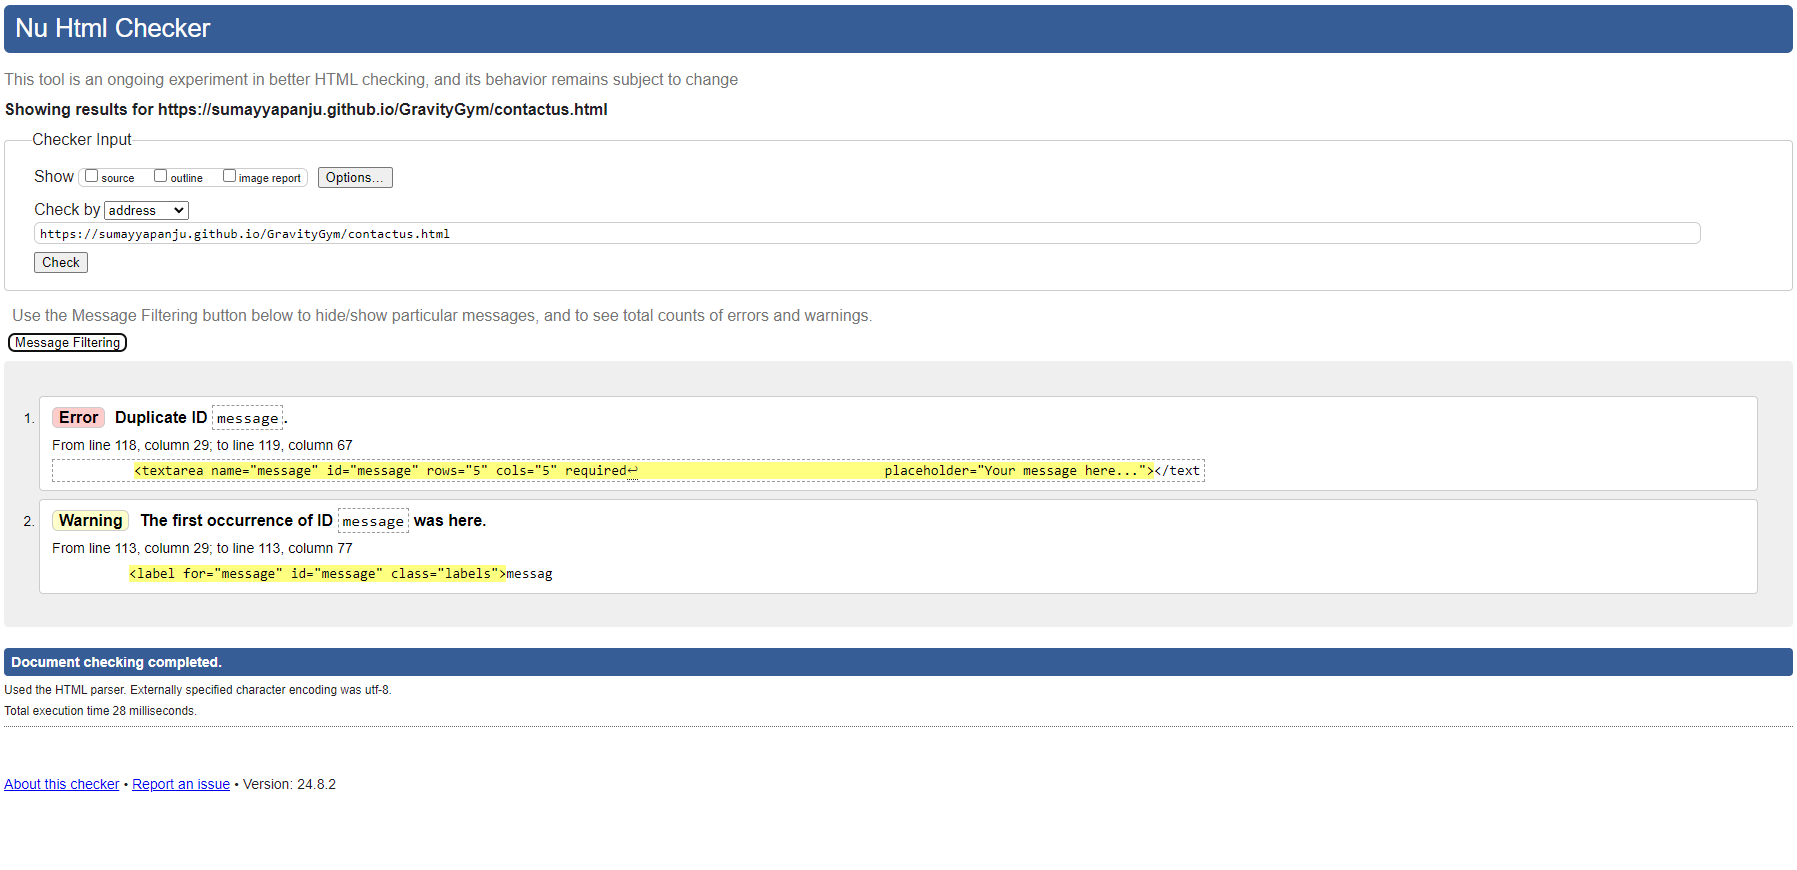 Nu Html Checker
This tool is an ongoing experiment in better HTML checking, and its behavior remains subject to change
Showing results for https://sumayyapanju.github.io/GravityGym/contactus.html
Checker Input
Show source outline image report Options...
Check by address
https://sumayyapanju.github.io/GravityGym/contactus.html
Check
Use the Message Filtering button below to hide/show particular messages, and to see total counts of errors and warnings.
Message Filtering
1. Error Duplicate ID message.
From line 118, column 29; to line 119, column 67
<textarea name="message" id="message" rows="5" cols="5" required↩ placeholder="Your message here..."></text
2. Warning The first occurrence of ID message was here.
From line 113, column 29; to line 113, column 77
<label for="message" id="message" class="labels">messag
Document checking completed.
Used the HTML parser. Externally specified character encoding was utf-8.
Total execution time 28 milliseconds.
About this checker • Report an issue • Version: 24.8.2